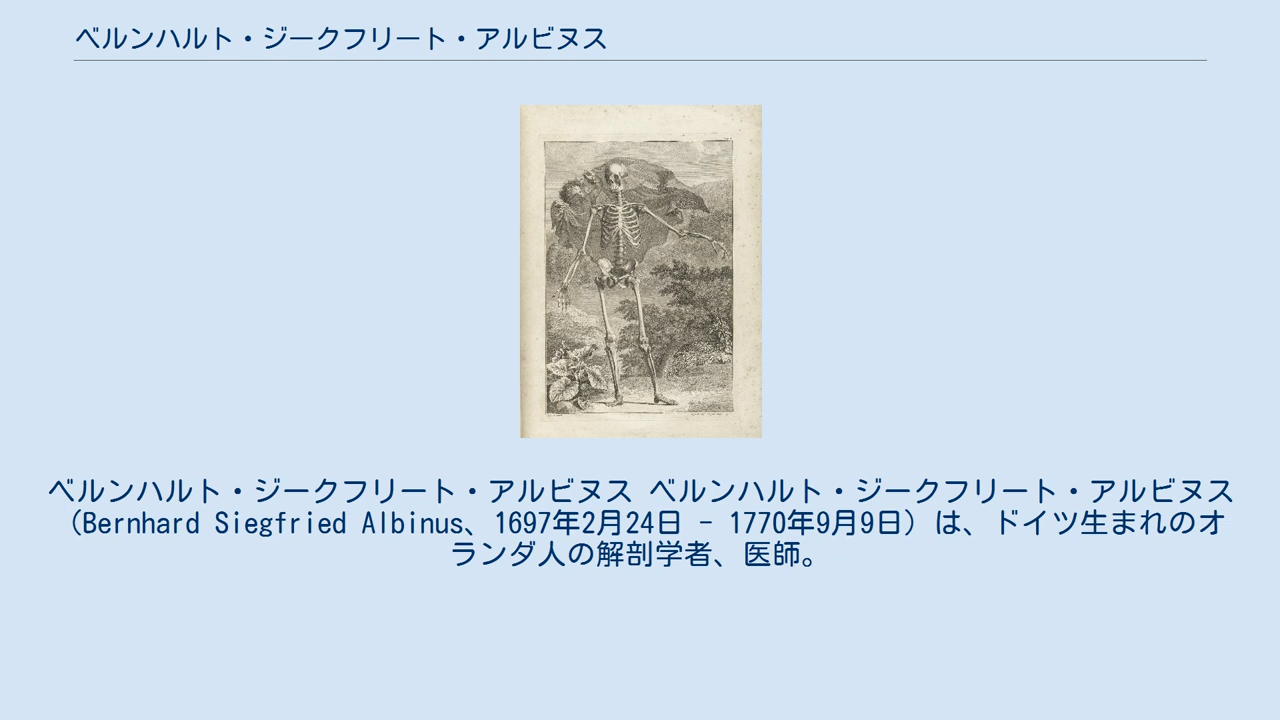 ベルンハルト・ジークフリート・アルビヌス
ベルンハルト・ジークフリート・アルビヌス ベルンハルト・ジークフリート・アルビヌス
（Bernhard Siegfried Albinus、1697年2月24日 - 1770年9月9日）は、ドイツ生まれのオ
ランダ人の解剖学者、医師。